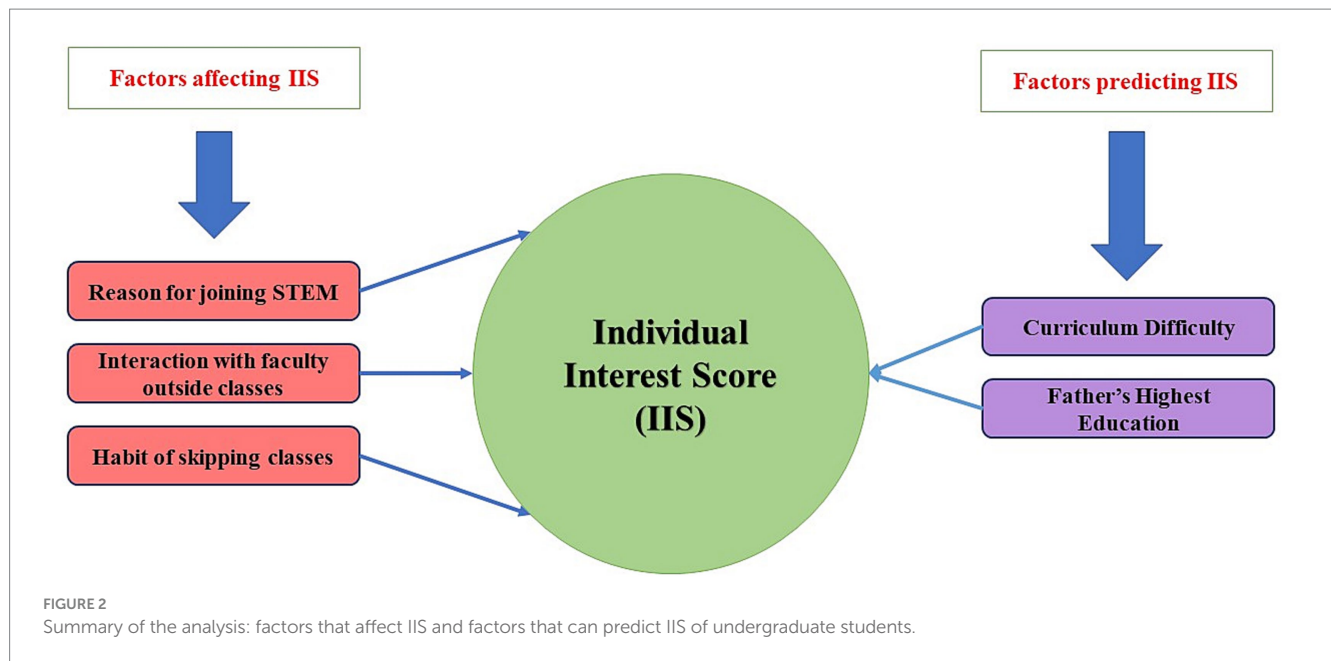 Factors affecting IIS
Factors predicting IIS
Reason for joining STEM
Interaction with faculty
outside classes
Habit of skipping classes
Individual
Interest Score
(IIS)
Curriculum Difficulty
Father's Highest
Education
FIGURE 2
Summary of the analysis: factors that affect IIS and factors that can predict IIS of undergraduate students.